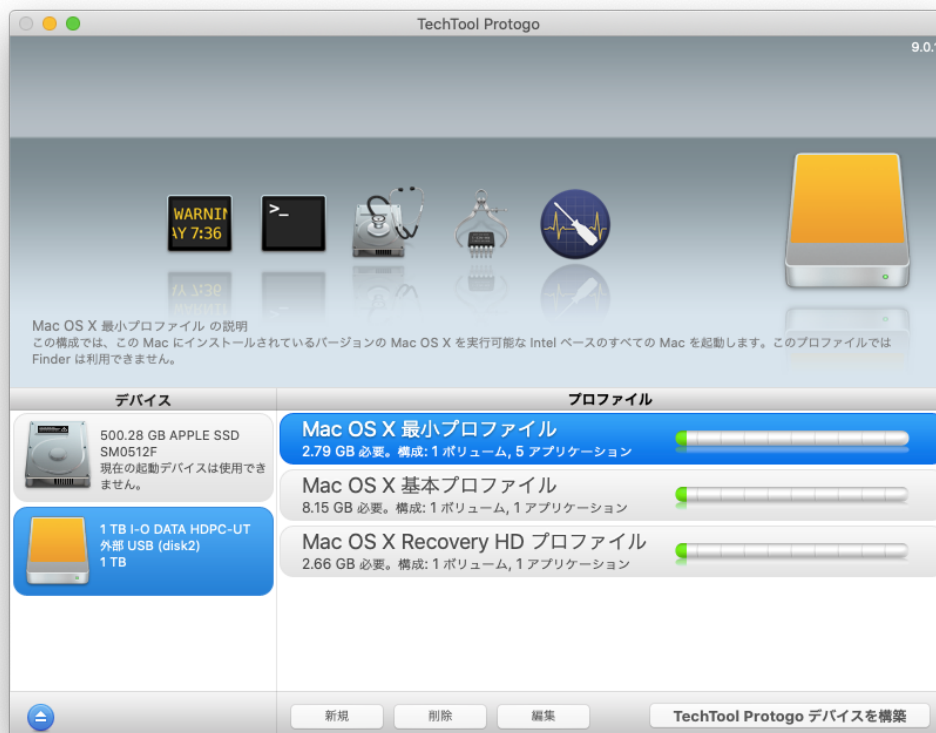 TechTool Protogo
9.0.1
WARNIN
AY 7:36
>_
Mac OS X 最小プロファイル の説明
この構成では、この Mac にインストールされているバージョンの Mac OS X を実行可能な Intel ベースのすべての Mac を起動します。このプロファイルでは
Finder は利用できません。
デバイス
プロファイル
500.28 GB APPLE SSD
SM0512F
現在の起動デバイスは使用でき
ません。
1 TB I-O DATA HDPC-UT
外部 USB (disk2)
1 TB
Mac OS X 最小プロファイル
2.79 GB 必要。構成: 1 ボリューム, 5 アプリケーション
Mac OS X 基本プロファイル
8.15 GB 必要。構成: 1 ボリューム, 1 アプリケーション
Mac OS X Recovery HD プロファイル
2.66 GB 必要。構成: 1 ボリューム, 1 アプリケーション
新規
削除
編集
TechTool Protogo デバイスを構築